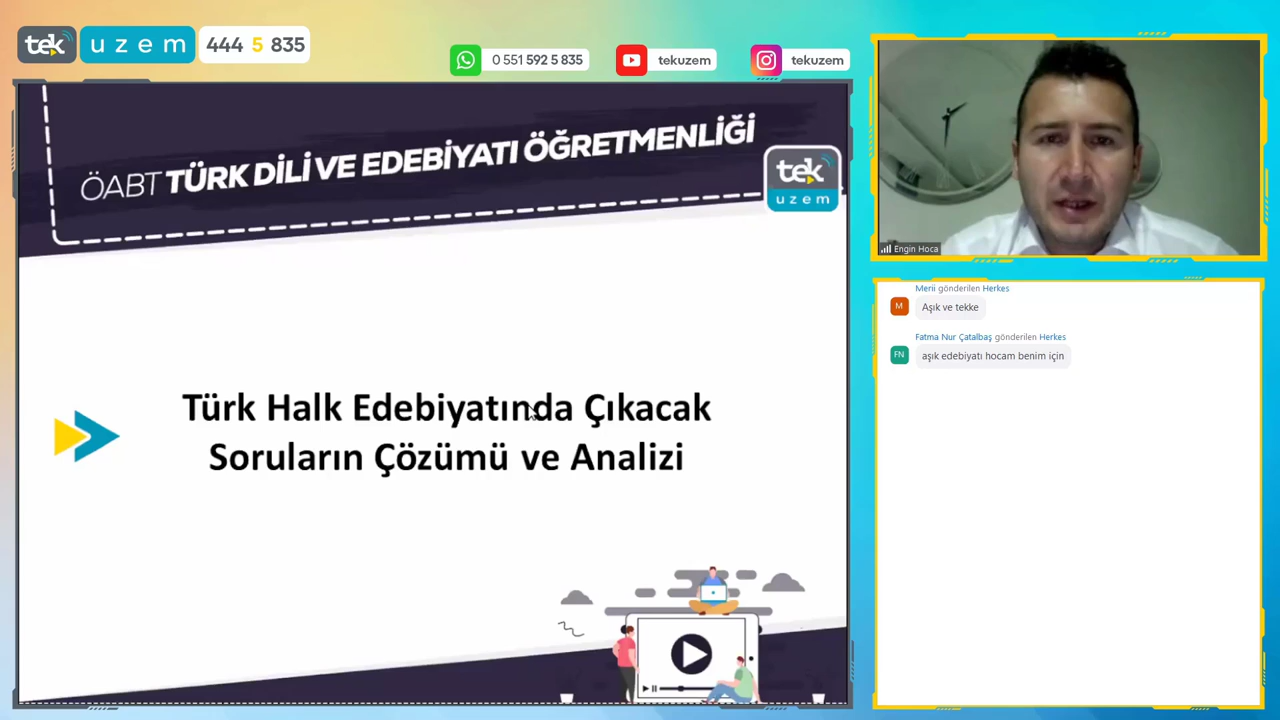 tek uzem 444 5 835
0 551 592 5 835
tekuzem
tekuzem
ÖABT TÜRK DİLİ VE EDEBİYATI ÖĞRETMENLİĞİ
tek
uzem
Türk Halk Edebiyatında Çıkacak
Soruların Çözümü ve Analizi
Engin Hoca
Merii gönderilen Herkes
M
Aşık ve tekke
Fatma Nur Çatalbaş gönderilen Herkes
FN
aşık edebiyatı hocam benim için